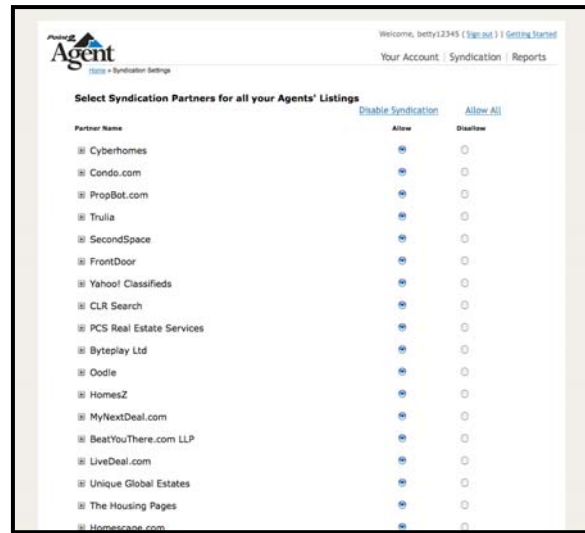 Welcome, betty12345 ( Sign out ) | Getting Started
Point2
Agent
Your Account | Syndication | Reports
Home » Syndication Settings
Select Syndication Partners for all your Agents' Listings
Disable Syndication Allow All
Partner Name Allow Disallow
Cyberhomes
Condo.com
PropBot.com
Trulia
SecondSpace
FrontDoor
Yahoo! Classifieds
CLR Search
PCS Real Estate Services
Byteplay Ltd
Oodle
HomesZ
MyNextDeal.com
BeatYouThere.com LLP
LiveDeal.com
Unique Global Estates
The Housing Pages
Homescape.com